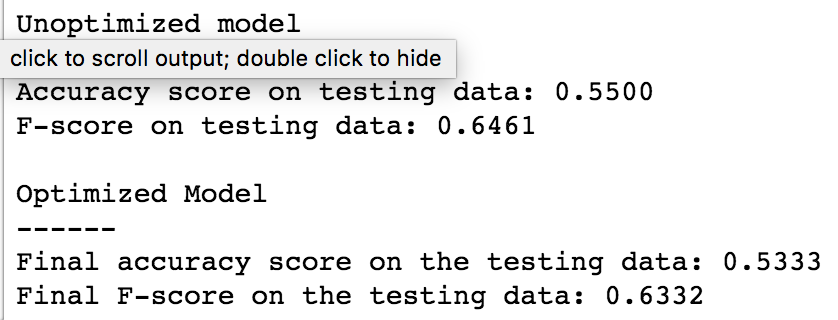 Unoptimized model
click to scroll output; double click to hide
Accuracy score on testing data: 0.5500
F-score on testing data: 0.6461
Optimized Model
------
Final accuracy score on the testing data: 0.5333
Final F-score on the testing data: 0.6332